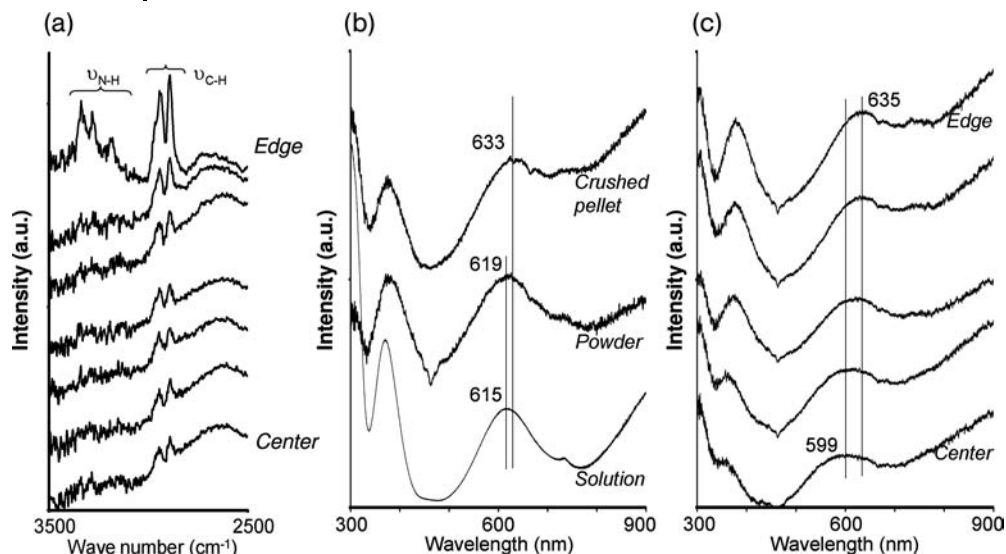 (a)
υN-H
υC-H
Edge
Center
Intensity (a.u.)
3500
2500
Wave number (cm-1)
(b)
633
Crushed
pellet
619
Powder
615
Solution
Intensity (a.u.)
300
600
900
Wavelength (nm)
(c)
635
Edge
599
Center
Intensity (a.u.)
300
600
900
Wavelength (nm)